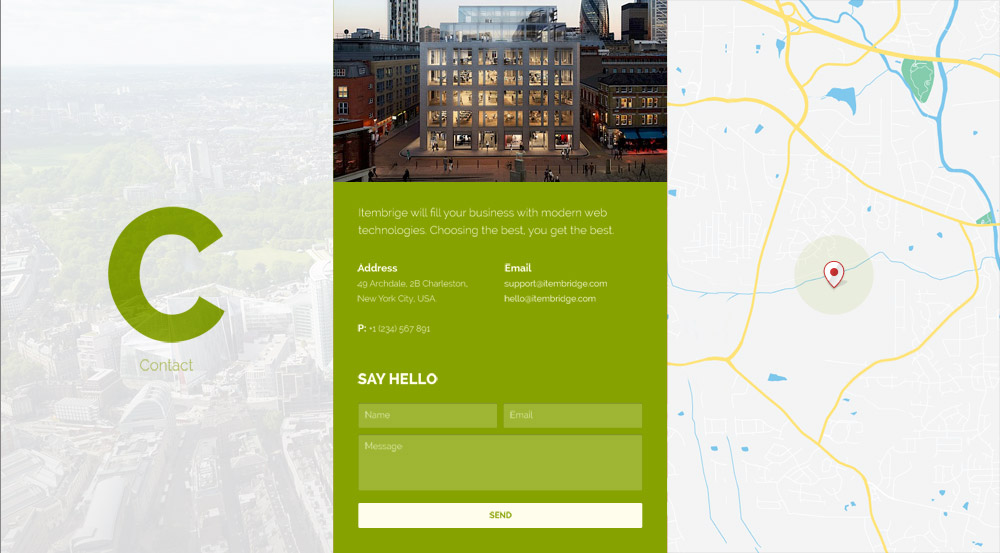 C
Contact
Itembrige will fill your business with modern web
technologies. Choosing the best, you get the best.
Address
49 Archdale, 2B Charleston,
New York City, USA
P: +1 (234) 567 891
Email
support@itembridge.com
hello@itembridge.com
SAY HELLO
Name
Email
Message
SEND